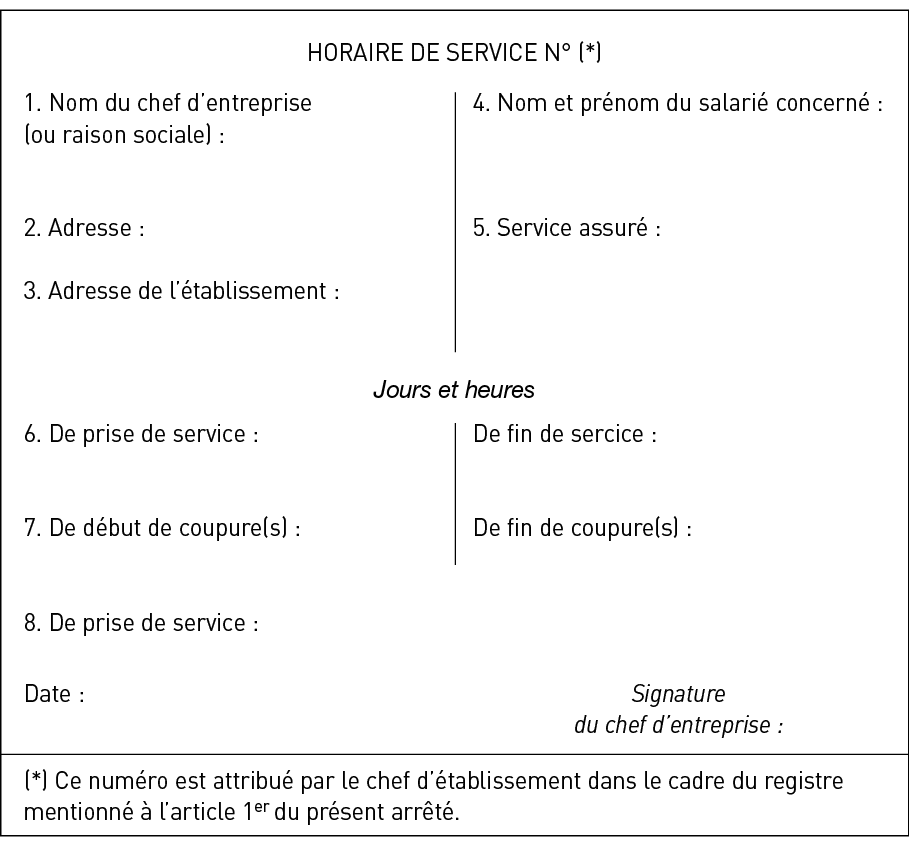 HORAIRE DE SERVICE N° (*)
1. Nom du chef d’entreprise
(ou raison sociale) :
2. Adresse :
3. Adresse de l’établissement :
4. Nom et prénom du salarié concerné :
5. Service assuré :
Jours et heures
6. De prise de service :
De fin de sercice :
7. De début de coupure(s) :
De fin de coupure(s) :
8. De prise de service :
Date :
Signature
du chef d’entreprise :
(*) Ce numéro est attribué par le chef d’établissement dans le cadre du registre
mentionné à l’article 1er du présent arrêté.